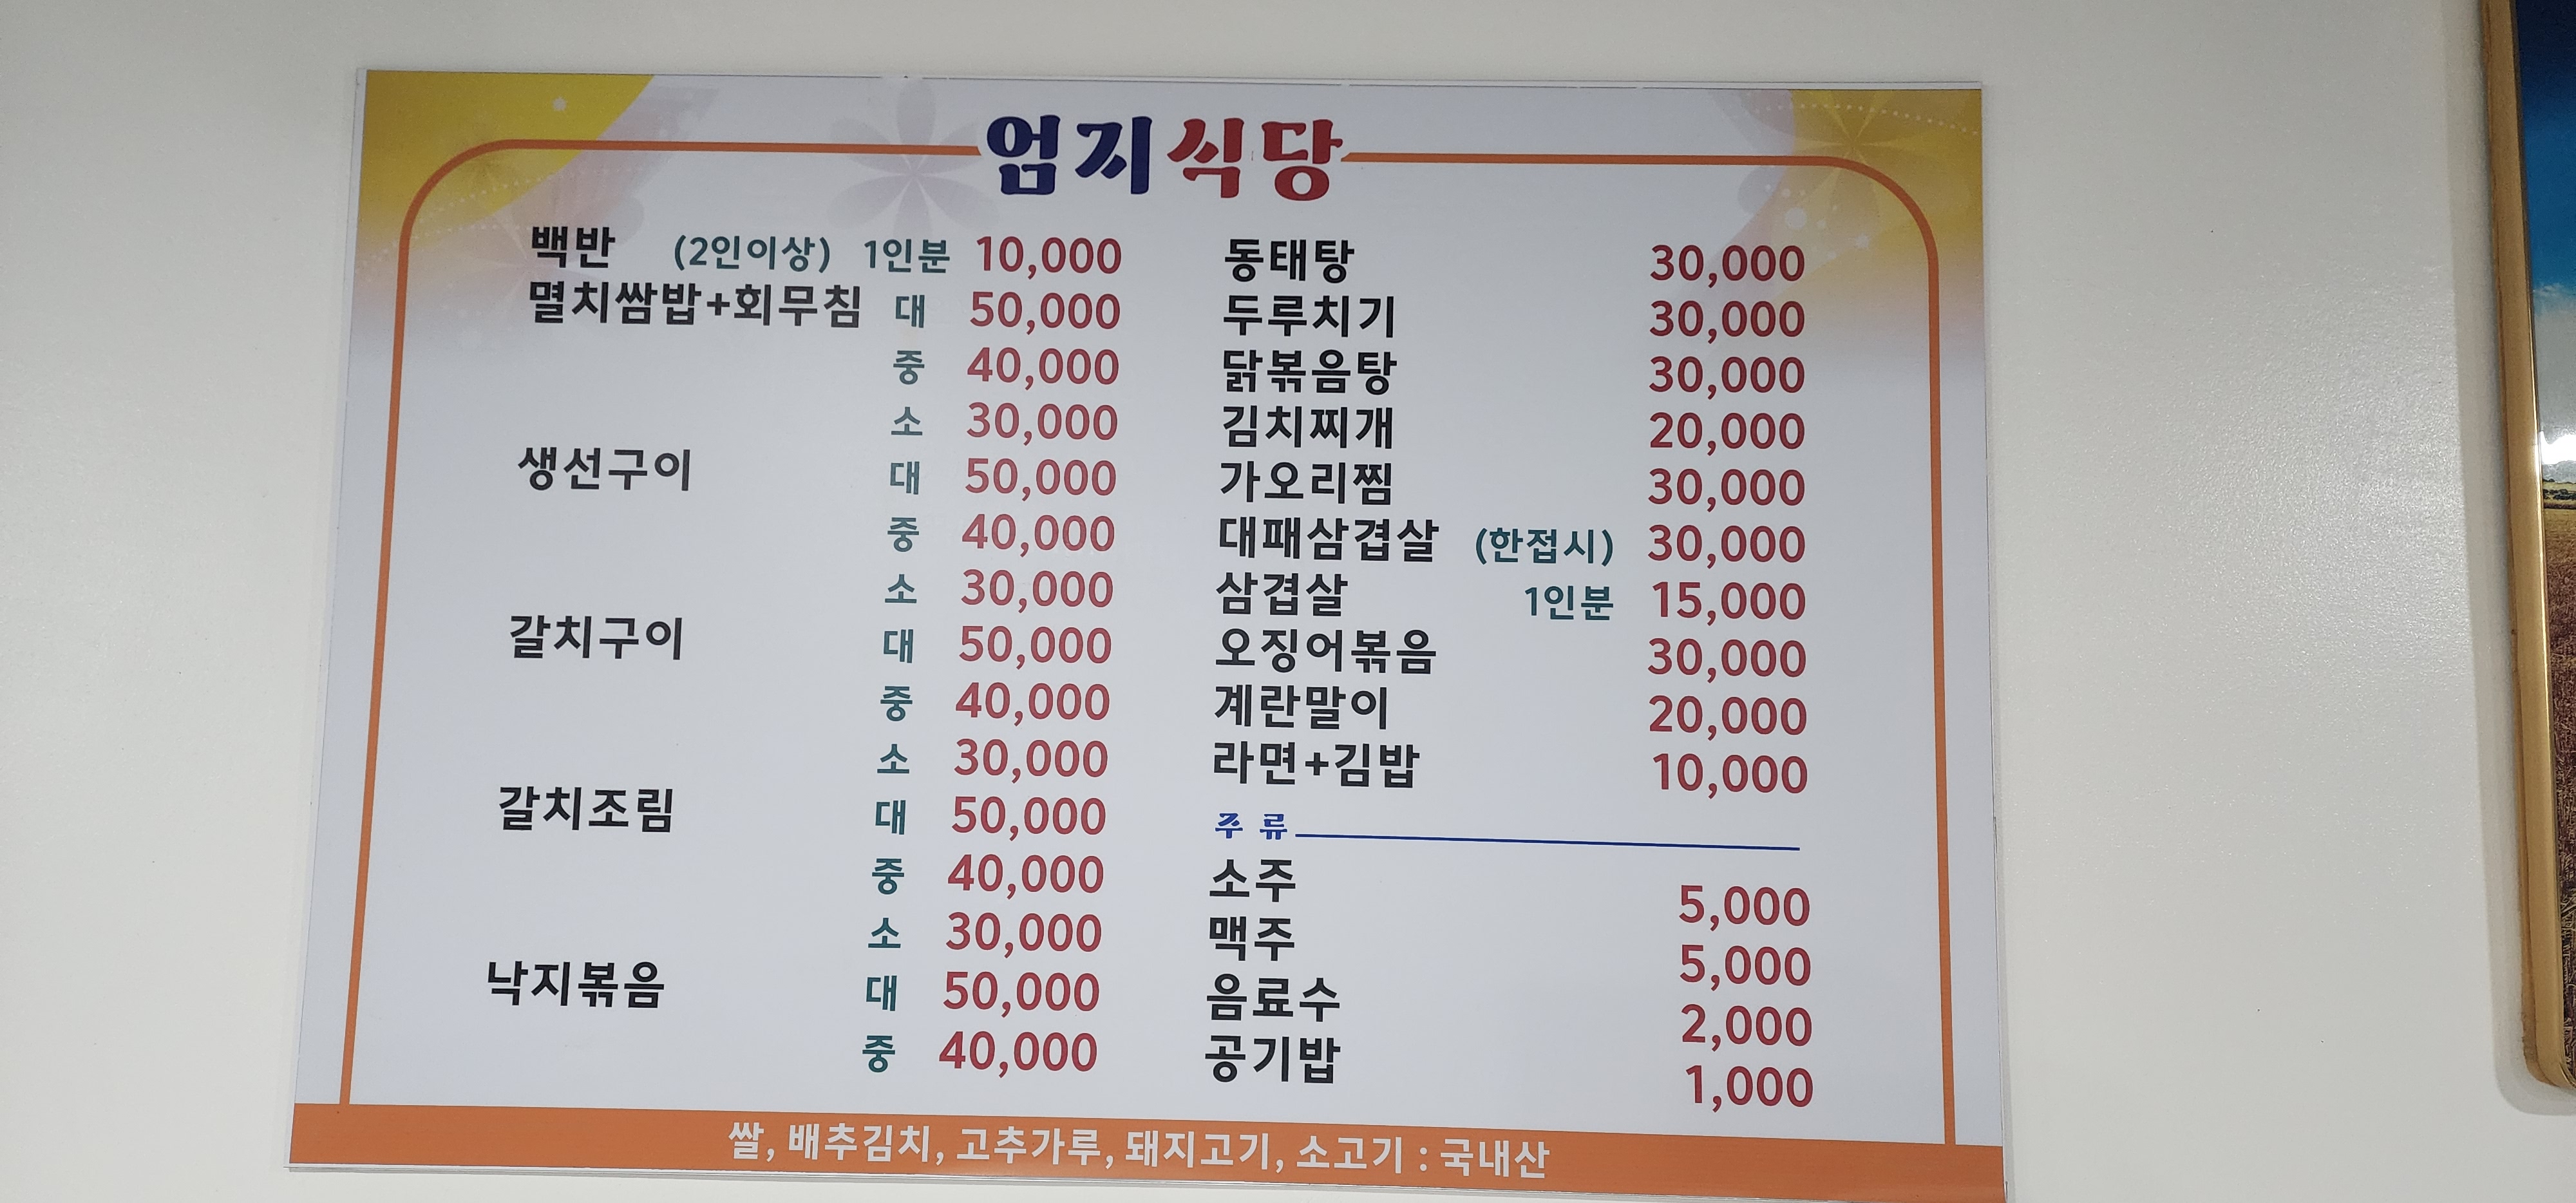 엄지식당
백반 (2인이상) 1인분 10,000
멸치쌈밥+회무침 대 50,000
중 40,000
소 30,000
생선구이 대 50,000
중 40,000
소 30,000
갈치구이 대 50,000
중 40,000
소 30,000
갈치조림 대 50,000
중 40,000
소 30,000
낙지볶음 대 50,000
중 40,000
동태탕 30,000
두루치기 30,000
닭볶음탕 30,000
김치찌개 20,000
가오리찜 30,000
대패삼겹살 (한접시) 30,000
삼겹살 1인분 15,000
오징어볶음 30,000
계란말이 20,000
라면+김밥 10,000
주 류
소주 5,000
맥주 5,000
음료수 2,000
공기밥 1,000
쌀, 배추김치, 고추가루, 돼지고기, 소고기 : 국내산